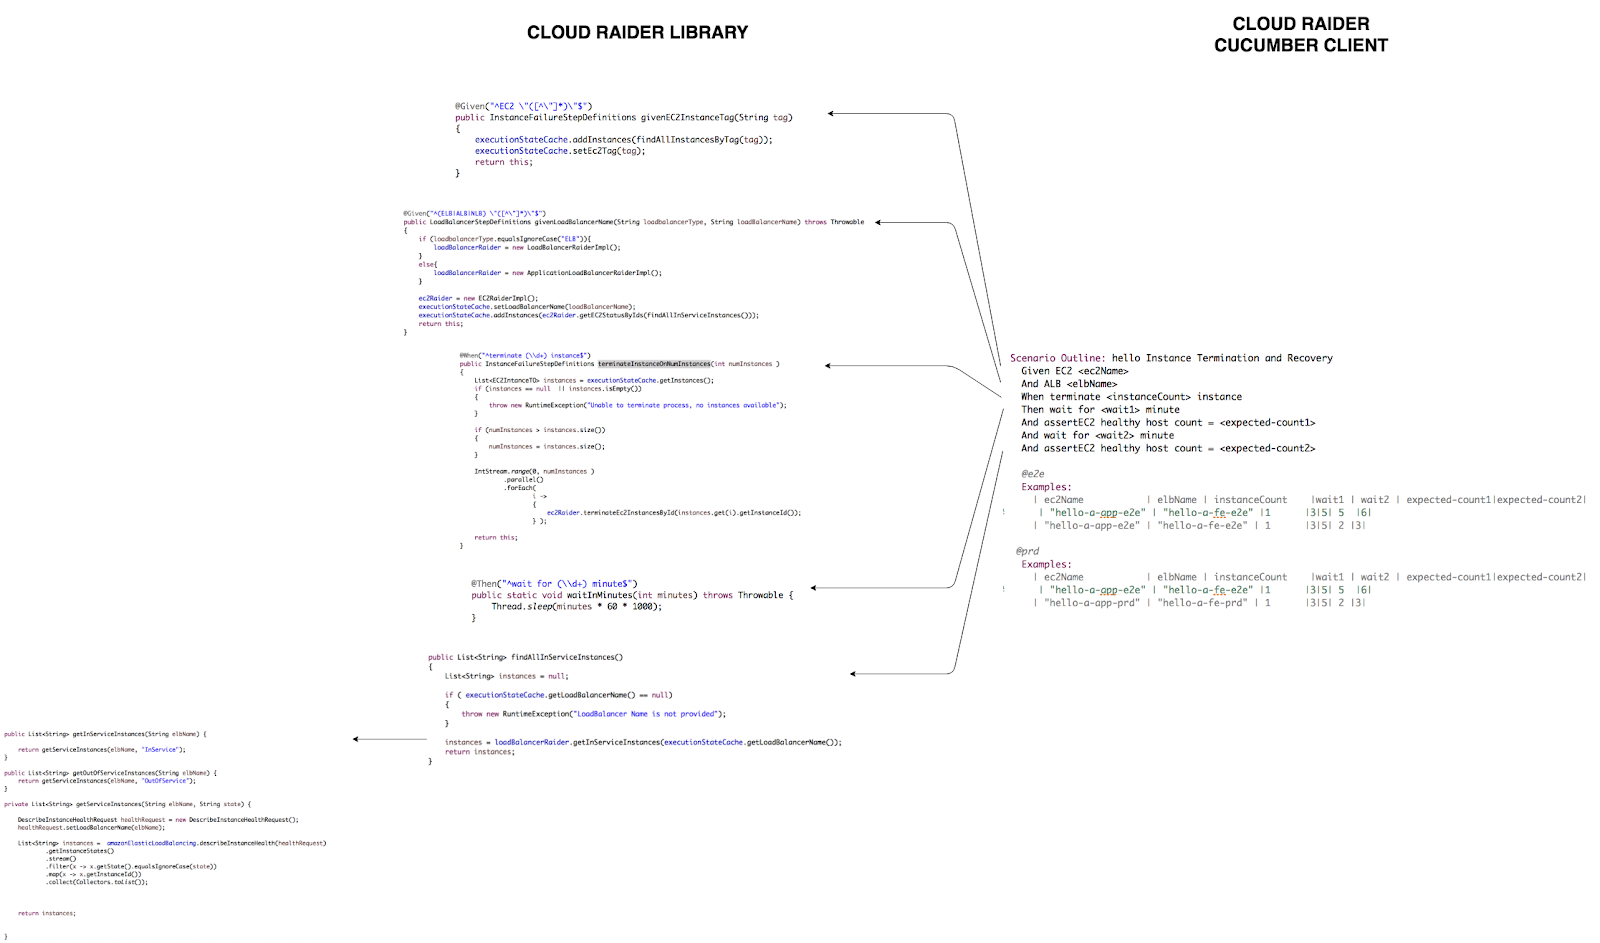 CLOUD RAIDER LIBRARY
CLOUD RAIDER
CUCUMBER CLIENT
@Given("^EC2 \"([^\"]*)\"$")
public InstanceFailureStepDefinitions givenEC2InstanceTag(String tag)
{
executionStateCache.addInstances(findAllInstancesByTag(tag));
executionStateCache.setEc2Tag(tag);
return this;
}
@Given("^(ELB|ALB|NLB) \"([^\"]*)\"$")
public LoadBalancerStepDefinitions givenLoadBalancerName(String loadbalancerType, String loadBalancerName) throws Throwable
{
if (loadbalancerType.equalsIgnoreCase("ELB")){
loadBalancerRaider = new LoadBalancerRaiderImpl();
}
else{
loadBalancerRaider = new ApplicationLoadBalancerRaiderImpl();
}
ec2Raider = new EC2RaiderImpl();
executionStateCache.setLoadBalancerName(loadBalancerName);
executionStateCache.addInstances(ec2Raider.getEC2StatusByIds(findAllInServiceInstances()));
return this;
}
@When("^terminate (\\d+) instance$")
public InstanceFailureStepDefinitions terminateInstanceOnNumInstances(int numInstances )
{
List<EC2IntanceTO> instances = executionStateCache.getInstances();
if (instances == null || instances.isEmpty())
{
throw new RuntimeException("Unable to terminate process, no instances available");
}
if (numInstances > instances.size())
{
numInstances = instances.size();
}
IntStream.range(0, numInstances )
.parallel()
.forEach(
i ->
{
ec2Raider.terminateEc2InstancesById(instances.get(i).getInstanceId());
} );
return this;
}
@Then("^wait for (\\d+) minute$")
public static void waitInMinutes(int minutes) throws Throwable {
Thread.sleep(minutes * 60 * 1000);
}
public List<String> findAllInServiceInstances()
{
List<String> instances = null;
if ( executionStateCache.getLoadBalancerName() == null)
{
throw new RuntimeException("LoadBalancer Name is not provided");
}
instances = loadBalancerRaider.getInServiceInstances(executionStateCache.getLoadBalancerName());
return instances;
}
public List<String> getInServiceInstances(String elbName) {
return getServiceInstances(elbName, "InService");
}
public List<String> getOutOfServiceInstances(String elbName) {
return getServiceInstances(elbName, "OutOfService");
}
private List<String> getServiceInstances(String elbName, String state) {
DescribeInstanceHealthRequest healthRequest = new DescribeInstanceHealthRequest();
healthRequest.setLoadBalancerName(elbName);
List<String> instances = amazonElasticLoadBalancing.describeInstanceHealth(healthRequest)
.getInstanceStates()
.stream()
.filter(x -> x.getState().equalsIgnoreCase(state))
.map(x -> x.getInstanceId())
.collect(Collectors.toList());
return instances;
}
Scenario Outline: hello Instance Termination and Recovery
Given EC2 <ec2Name>
And ALB <elbName>
When terminate <instanceCount> instance
Then wait for <wait1> minute
And assertEC2 healthy host count = <expected-count1>
And wait for <wait2> minute
And assertEC2 healthy host count = <expected-count2>
@e2e
Examples:
| ec2Name | elbName | instanceCount |wait1 | wait2 | expected-count1|expected-count2|
| "hello-a-app-e2e" | "hello-a-fe-e2e" |1 |3|5| 5 |6|
| "hello-a-app-e2e" | "hello-a-fe-e2e" | 1 |3|5| 2 |3|
@prd
Examples:
| ec2Name | elbName | instanceCount |wait1 | wait2 | expected-count1|expected-count2|
| "hello-a-app-e2e" | "hello-a-fe-e2e" |1 |3|5| 5 |6|
| "hello-a-app-prd" | "hello-a-fe-prd" | 1 |3|5| 2 |3|